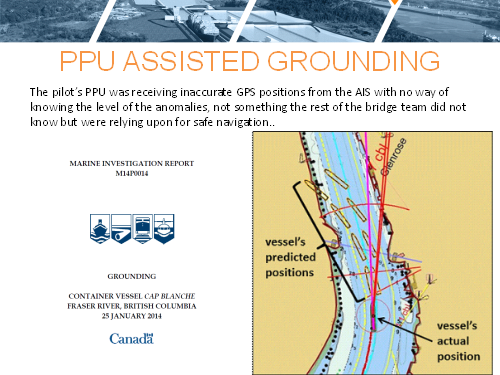 PPU ASSISTED GROUNDING
The pilot's PPU was receiving inaccurate GPS positions from the AIS with no way of
knowing the level of the anomalies, not something the rest of the bridge team did not
know but were relying upon for safe navigation..
MARINE INVESTIGATION REPORT
M14P0014
GROUNDING
CONTAINER VESSEL CAP BLANCHE
FRASER RIVER, BRITISH COLUMBIA
25 JANUARY 2014
Canada
cbl
Glenrose
vessel's
predicted
positions
vessel's
actual
position